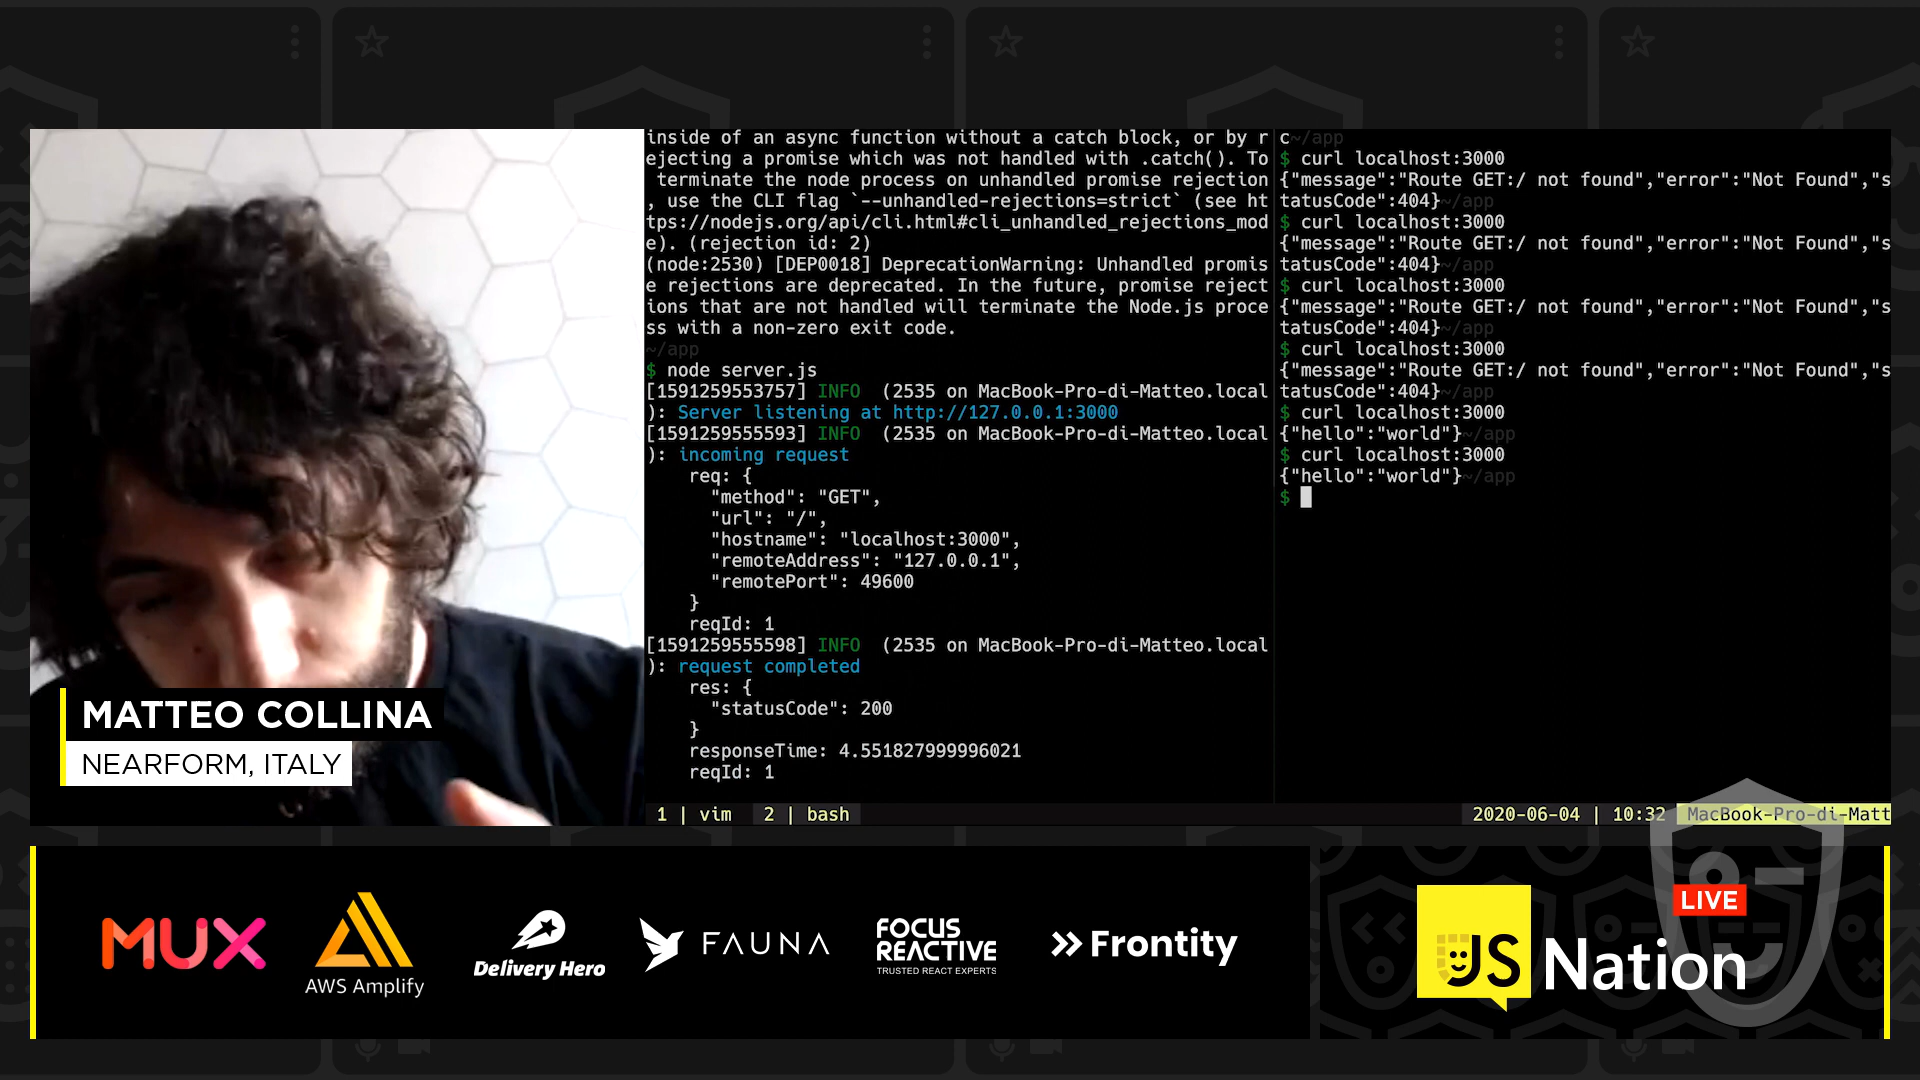 inside of an async function without a catch block, or by r
ejecting a promise which was not handled with .catch(). To
 terminate the node process on unhandled promise rejection
, use the CLI flag `--unhandled-rejections=strict` (see ht
tps://nodejs.org/api/cli.html#cli_unhandled_rejections_mod
e). (rejection id: 2)
(node:2530) [DEP0018] DeprecationWarning: Unhandled promis
e rejections are deprecated. In the future, promise reject
ions that are not handled will terminate the Node.js proce
ss with a non-zero exit code.
~/app
$ node server.js
[1591259553757] INFO  (2535 on MacBook-Pro-di-Matteo.local
): Server listening at http://127.0.0.1:3000
[1591259555593] INFO  (2535 on MacBook-Pro-di-Matteo.local
): incoming request
    req: {
      "method": "GET",
      "url": "/",
      "hostname": "localhost:3000",
      "remoteAddress": "127.0.0.1",
      "remotePort": 49600
    }
    reqId: 1
[1591259555598] INFO  (2535 on MacBook-Pro-di-Matteo.local
): request completed
    res: {
      "statusCode": 200
    }
    responseTime: 4.551827999996021
    reqId: 1
c~/app
$ curl localhost:3000
{"message":"Route GET:/ not found","error":"Not Found","s
tatusCode":404}~/app
$ curl localhost:3000
{"message":"Route GET:/ not found","error":"Not Found","s
tatusCode":404}~/app
$ curl localhost:3000
{"message":"Route GET:/ not found","error":"Not Found","s
tatusCode":404}~/app
$ curl localhost:3000
{"message":"Route GET:/ not found","error":"Not Found","s
tatusCode":404}~/app
$ curl localhost:3000
{"hello":"world"}~/app
$ curl localhost:3000
{"hello":"world"}~/app
$
1 | vim  2 | bash
2020-06-04 | 10:32 MacBook-Pro-di-Matt
MATTEO COLLINA
NEARFORM, ITALY
MUX
AWS Amplify
Delivery Hero
FAUNA
FOCUS
REACTIVE
TRUSTED REACT EXPERTS
Frontity
LIVE
JS Nation